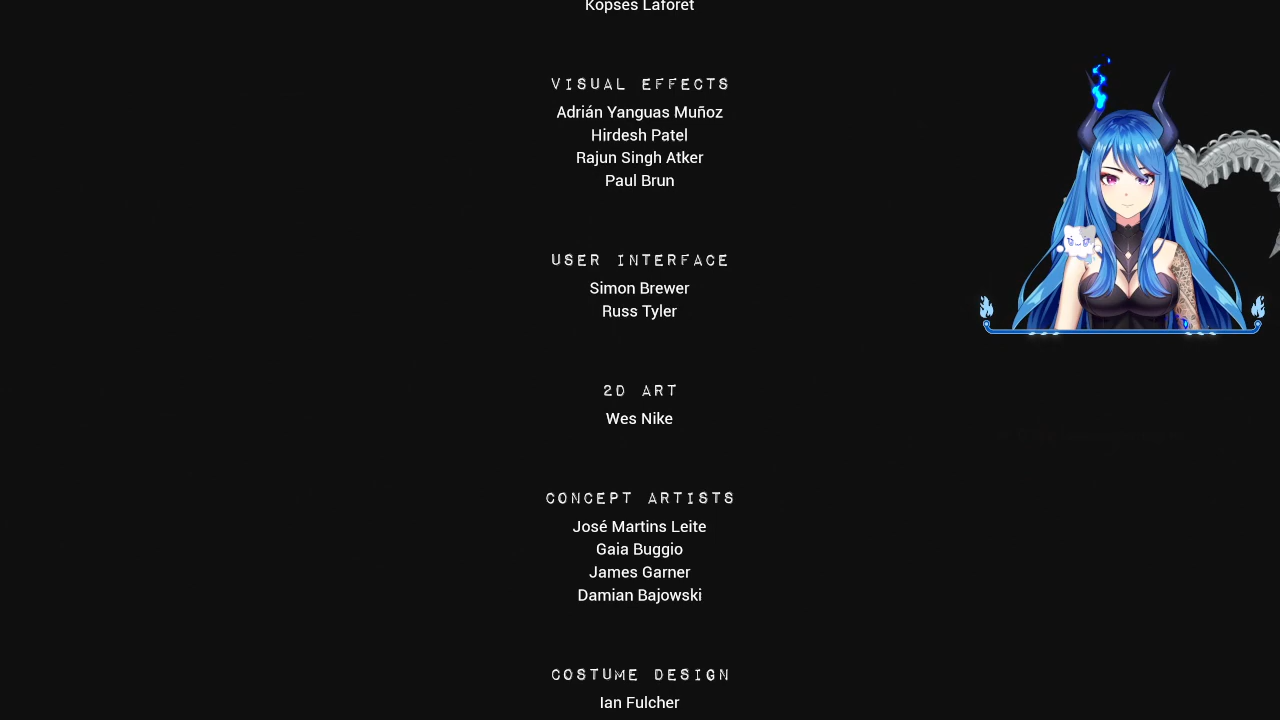 Kopses Laforet
VISUAL EFFECTS
Adrián Yanguas Muñoz
Hirdesh Patel
Rajun Singh Atker
Paul Brun
USER INTERFACE
Simon Brewer
Russ Tyler
2D ART
Wes Nike
CONCEPT ARTISTS
José Martins Leite
Gaia Buggio
James Garner
Damian Bajowski
COSTUME DESIGN
Ian Fulcher